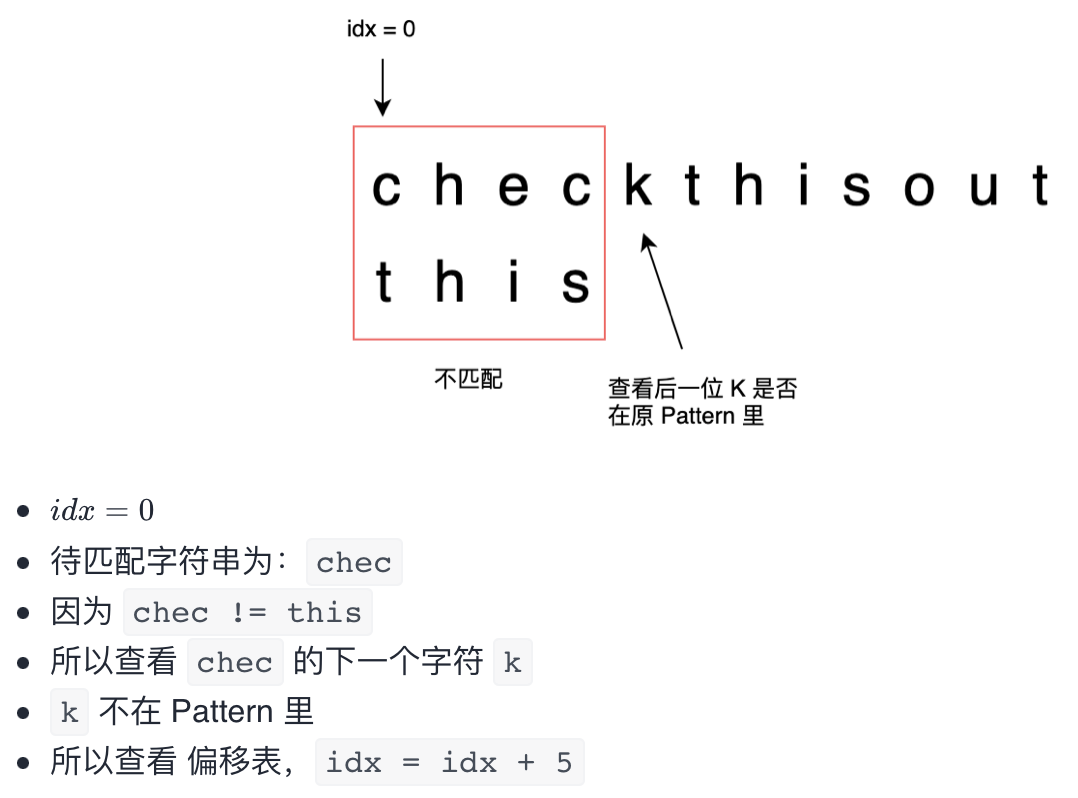 idx = 0
c h e c k t h i s o u t
t h i s
不匹配
查看后一位 K 是否
在原 Pattern 里
idx = 0
待匹配字符串为： chec
因为 chec != this
所以查看 chec 的下一个字符 k
k 不在 Pattern 里
所以查看 偏移表， idx = idx + 5